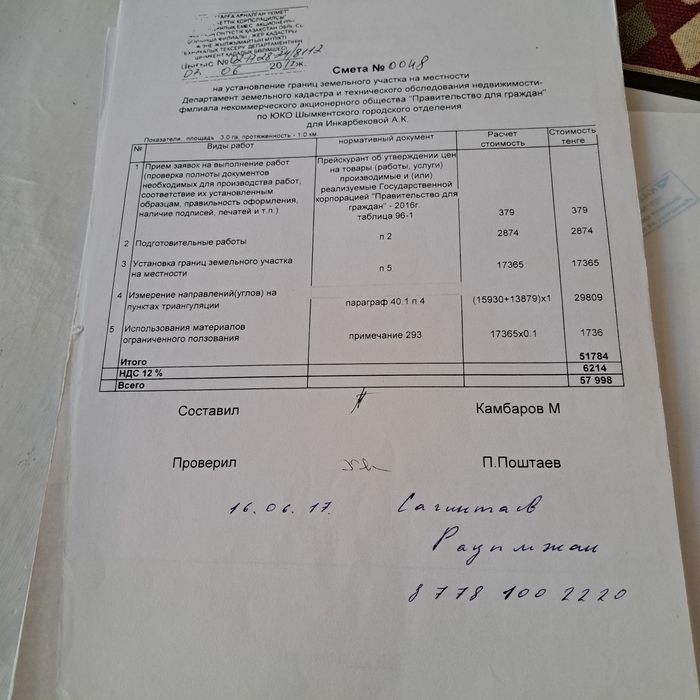 Смета № 0048
на установление границ земельного участка на местности
Департамент земельного кадастра и технического обследования недвижимости-
филиала некоммерческого акционерного общества "Правительство для граждан"
по ЮКО Шымкентского городского отделения
для Инкарбековой А.К.
Показатели: площадь 3.0 га, протяженность - 1.0 км.
№ Виды работ нормативный документ Расчет стоимость Стоимость тенге
1 Прием заявок на выполнение работ
(проверка полноты документов
необходимых для производства работ,
соответствие их установленным
образцам, правильность оформления,
наличие подписей, печатей и т.п.)
Прейскурант об утверждении цен
на товары (работы, услуги)
производимые и (или)
реализуемые Государственной
корпорацией "Правительство для
граждан" - 2016г.
таблица 96-1
379 379
2 Подготовительные работы п 2 2874 2874
3 Установка границ земельного участка
на местности п 5 17365 17365
4 Измерение направлений(углов) на
пунктах триангуляции параграф 40.1 п 4 (15930+13879)х1 29809
5 Использования материалов
ограниченного ползования примечание 293 17365х0.1 1736
Итого 51784
НДС 12 % 6214
Всего 57 998
Составил Камбаров М
Проверил П.Поштаев
16.06.17. Сагинтаев
Рацимжан
8 778 100 2220